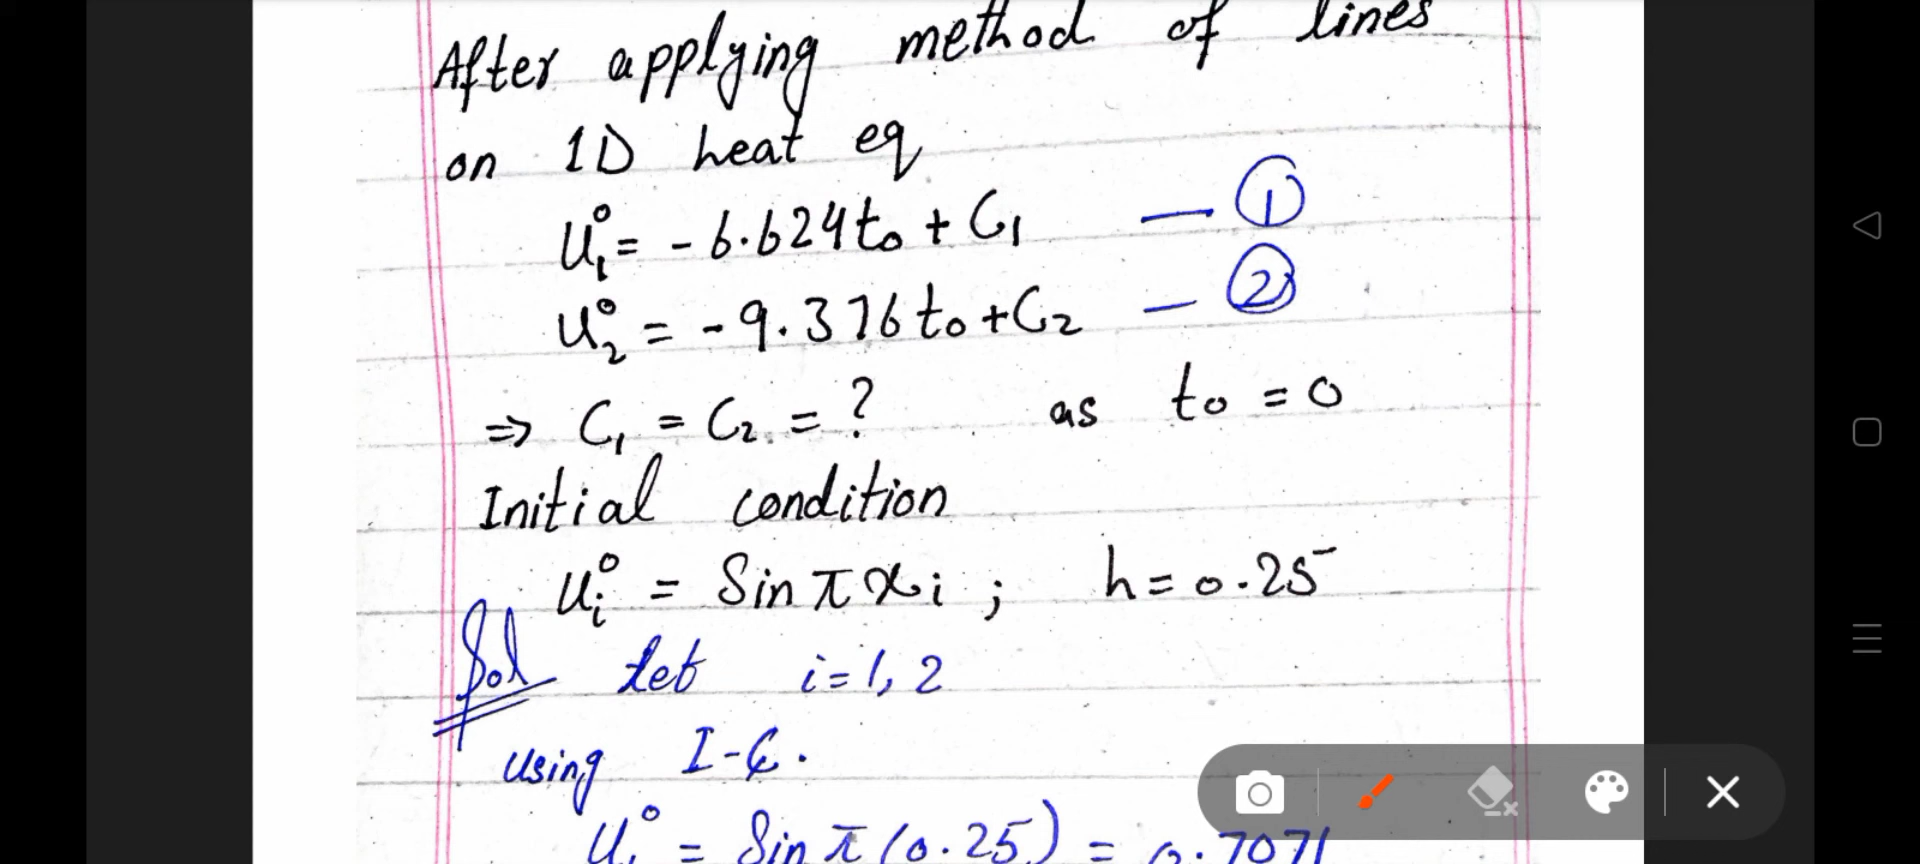 After applying method of lines
on 1D heat eq
U₁⁰ = - 6.624t₀ + C₁ — ①
U₂⁰ = - 9.376t₀ + C₂ — ②
⇒ C₁ = C₂ = ? as t₀ = 0
Initial condition
Uᵢ⁰ = Sin π xᵢ ; h = 0.25
Sol Let i = 1, 2
Using I-C.
U₁⁰ = Sin π (0.25) = 0.7071